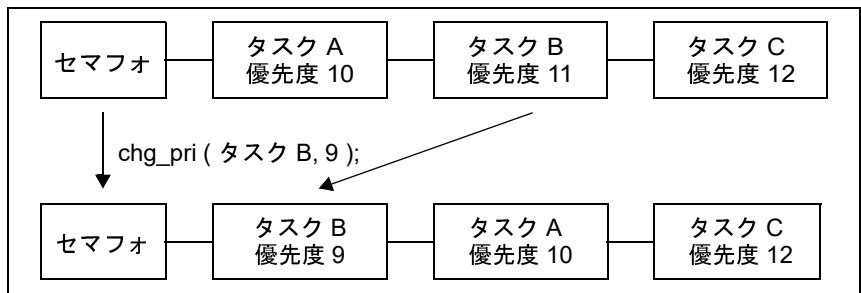 セマフォ
タスク A
優先度 10
タスク B
優先度 11
タスク C
優先度 12
chg_pri ( タスク B, 9 );
セマフォ
タスク B
優先度 9
タスク A
優先度 10
タスク C
優先度 12